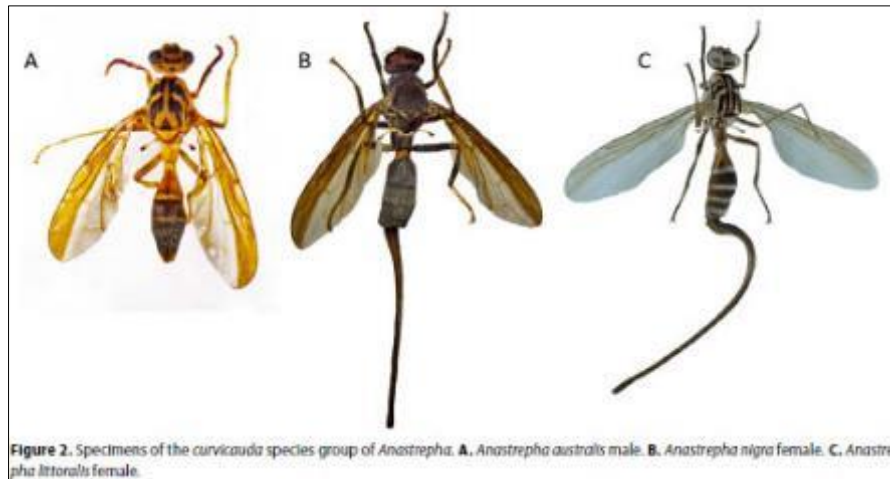 A
B
C
Figure 2. Specimens of the curvicauda species group of Anastrepha. A. Anastrepha australis male. B. Anastrepha nigra female. C. Anastre
pha littoralis female.